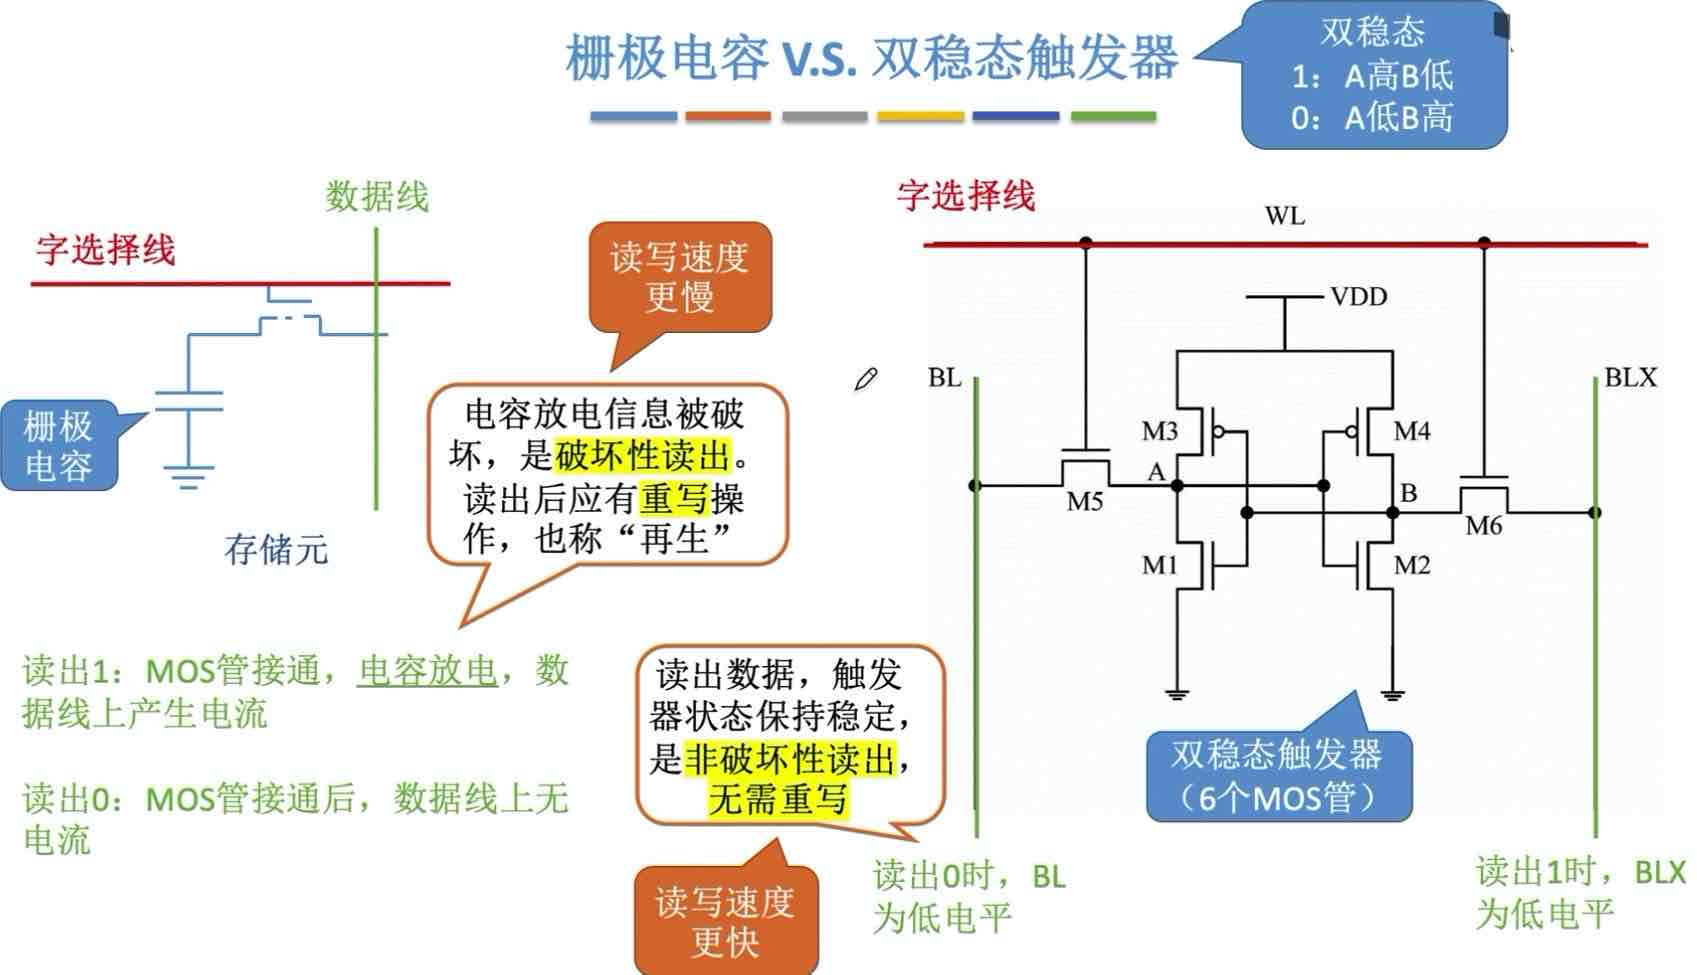 栅极电容 V.S. 双稳态触发器
双稳态
1：A高B低
0：A低B高
数据线
字选择线
读写速度
更慢
栅极
电容
电容放电信息被破
坏，是破坏性读出。
读出后应有重写操
作，也称“再生”
存储元
读出1：MOS管接通，电容放电，数
据线上产生电流
读出0：MOS管接通后，数据线上无
电流
字选择线
WL
VDD
BL
BLX
M3
M4
A
B
M5
M6
M1
M2
读出数据，触发
器状态保持稳定，
是非破坏性读出，
无需重写
双稳态触发器
（6个MOS管）
读写速度
更快
读出0时，BL
为低电平
读出1时，BLX
为低电平